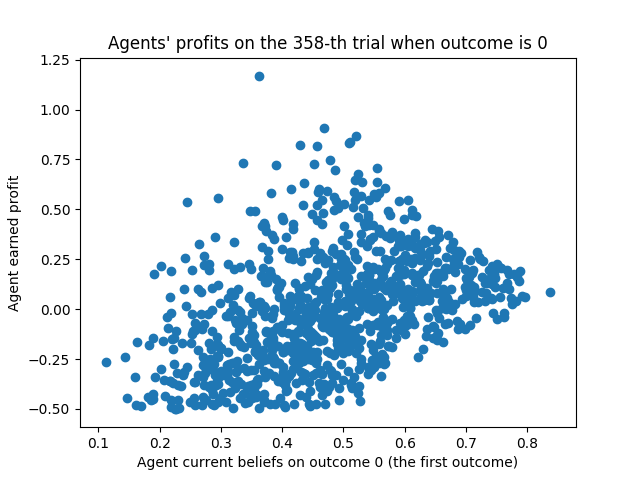 Agents' profits on the 358-th trial when outcome is 0
1.25
1.00
0.75
0.50
0.25
0.00
−0.25
−0.50
Agent earned profit
0.1 0.2 0.3 0.4 0.5 0.6 0.7 0.8
Agent current beliefs on outcome 0 (the first outcome)